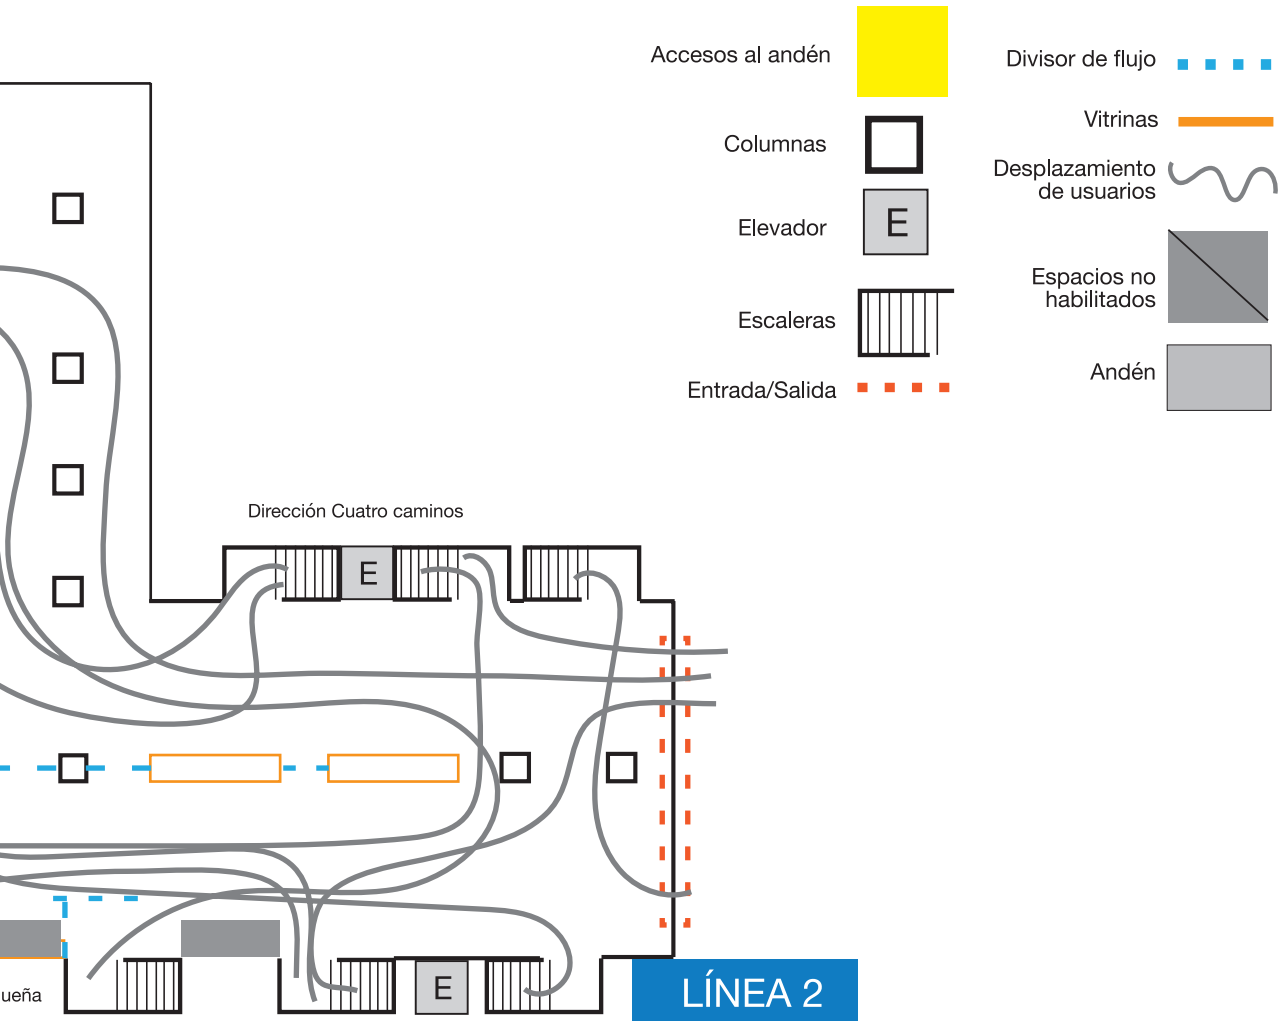 Accesos al andén
Columnas
Elevador
E
Escaleras
Entrada/Salida
Divisor de flujo
Vitrinas
Desplazamiento
de usuarios
Espacios no
habilitados
Andén
Dirección Cuatro caminos
E
E
ueña
LÍNEA 2